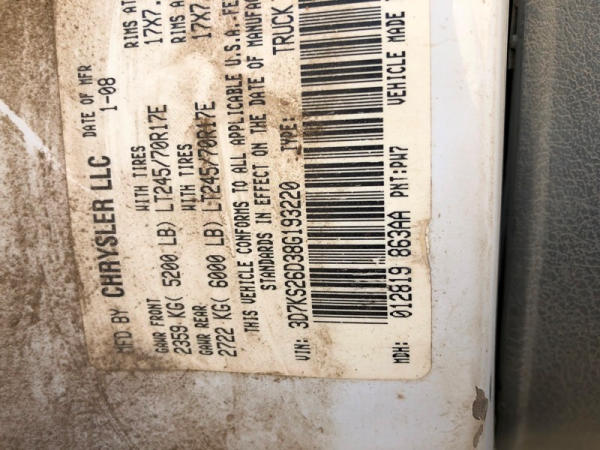 MFD BY CHRYSLER LLC DATE OF MFR 1-08
GAWR FRONT WITH TIRES RIMS AT
2359 KG( 5200 LB) LT245/70R17E 17X7.
GAWR REAR WITH TIRES RIMS A
2722 KG( 6000 LB) LT245/70R17E 17X7.
THIS VEHICLE CONFORMS TO ALL APPLICABLE U.S.A. FE
STANDARDS IN EFFECT ON THE DATE OF MANUFA
VIN: 3D7KS26D38G193220 TYPE: TRUCK
MDH: 012819 863AA PNT:PW7 VEHICLE MADE